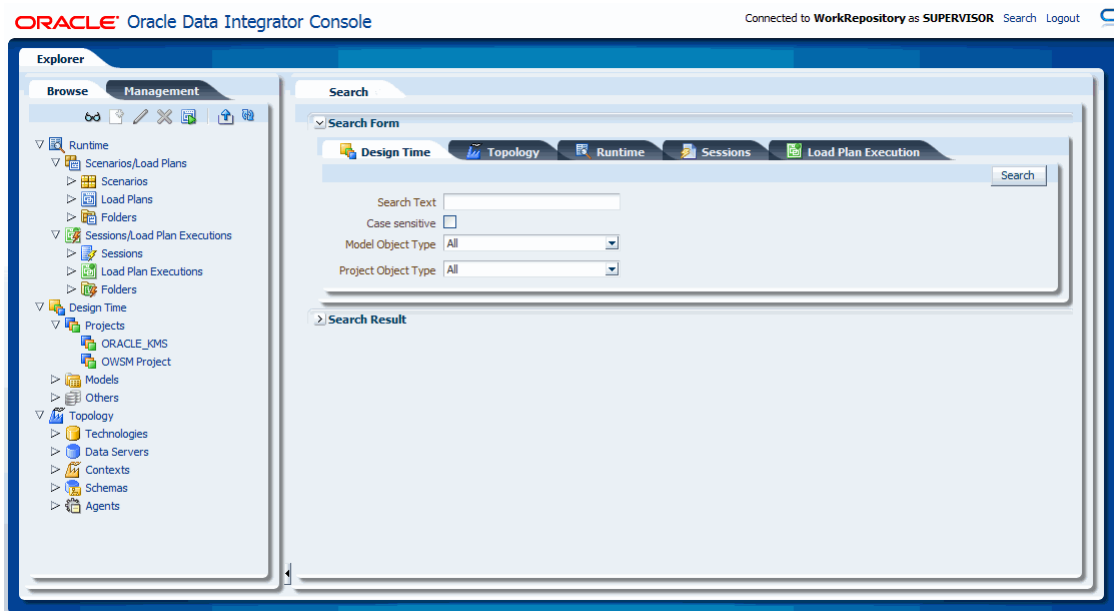 ORACLE Oracle Data Integrator Console
Connected to WorkRepository as SUPERVISOR Search Logout
Explorer
Browse Management
Runtime
Scenarios/Load Plans
Scenarios
Load Plans
Folders
Sessions/Load Plan Executions
Sessions
Load Plan Executions
Folders
Design Time
Projects
ORACLE_KMS
OWSM Project
Models
Others
Topology
Technologies
Data Servers
Contexts
Schemas
Agents
Search
Search Form
Design Time Topology Runtime Sessions Load Plan Execution
Search
Search Text
Case sensitive
Model Object Type All
Project Object Type All
Search Result